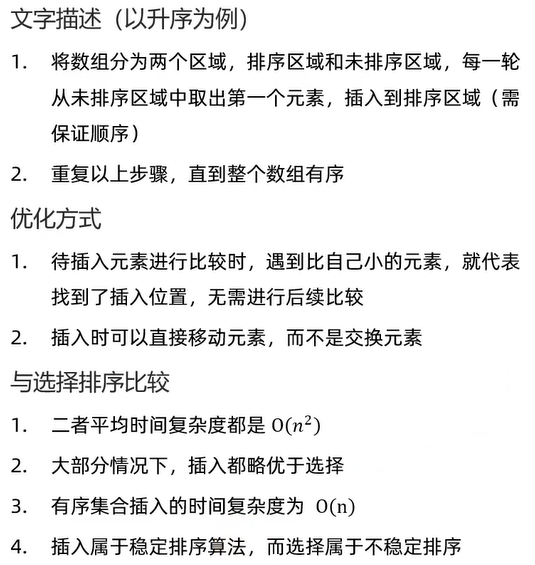 文字描述（以升序为例）
1. 将数组分为两个区域，排序区域和未排序区域，每一轮
从未排序区域中取出第一个元素，插入到排序区域（需
保证顺序）
2. 重复以上步骤，直到整个数组有序
优化方式
1. 待插入元素进行比较时，遇到比自己小的元素，就代表
找到了插入位置，无需进行后续比较
2. 插入时可以直接移动元素，而不是交换元素
与选择排序比较
1. 二者平均时间复杂度都是 O(n²)
2. 大部分情况下，插入都略优于选择
3. 有序集合插入的时间复杂度为 O(n)
4. 插入属于稳定排序算法，而选择属于不稳定排序